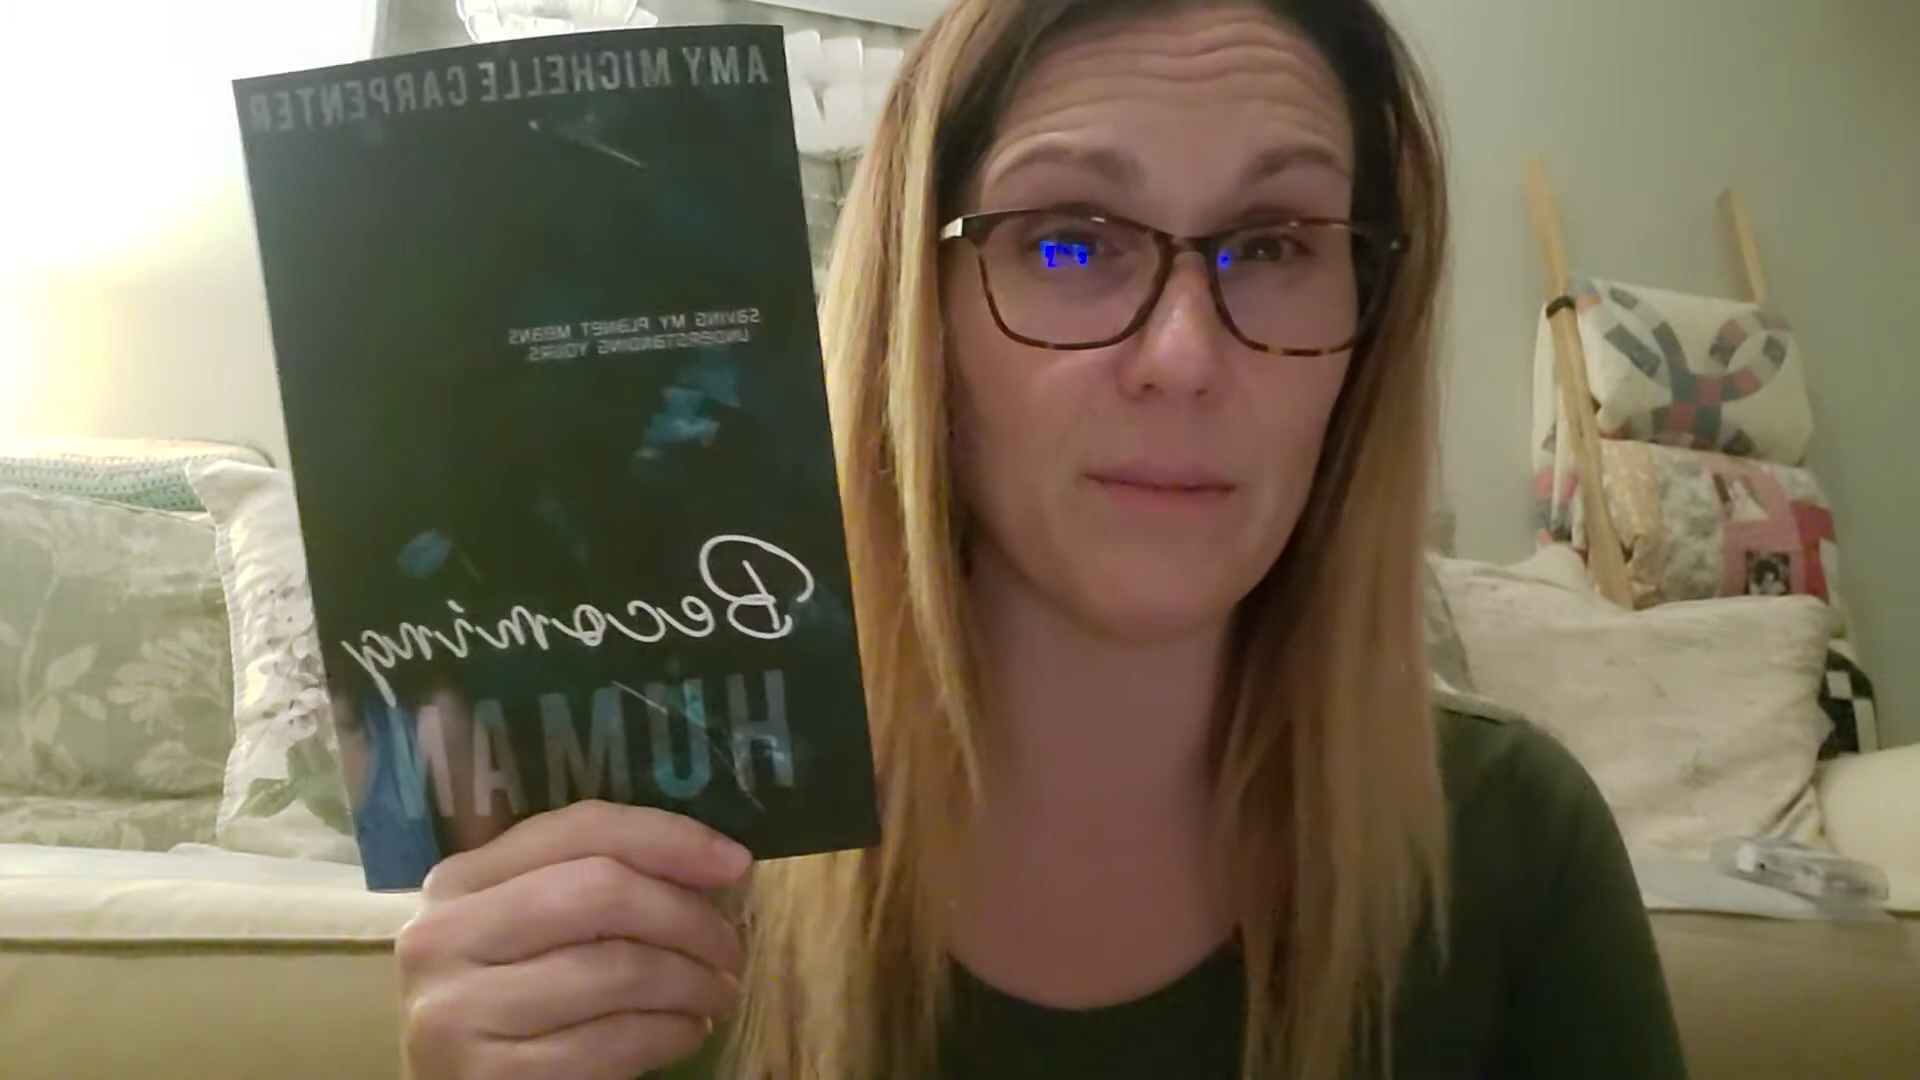 AMY MICHELLE CARPENTER
SAVING MY PLANET MEANS
UNDERSTANDING YOURS.
Becoming
HUMAN